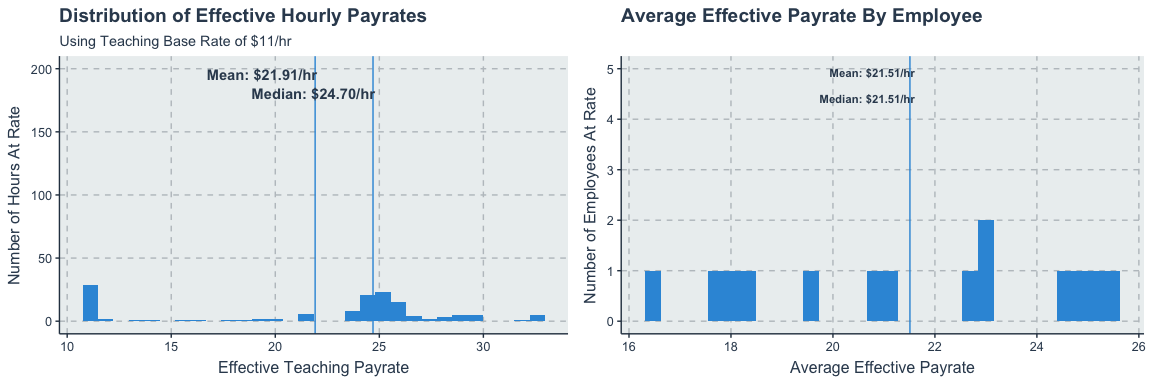 Distribution of Effective Hourly Payrates
Using Teaching Base Rate of $11/hr
Number of Hours At Rate
200
150
100
50
0
Mean: $21.91/hr
Median: $24.70/hr
10 15 20 25 30
Effective Teaching Payrate
Average Effective Payrate By Employee
Number of Employees At Rate
5
4
3
2
1
0
Mean: $21.51/hr
Median: $21.51/hr
16 18 20 22 24 26
Average Effective Payrate